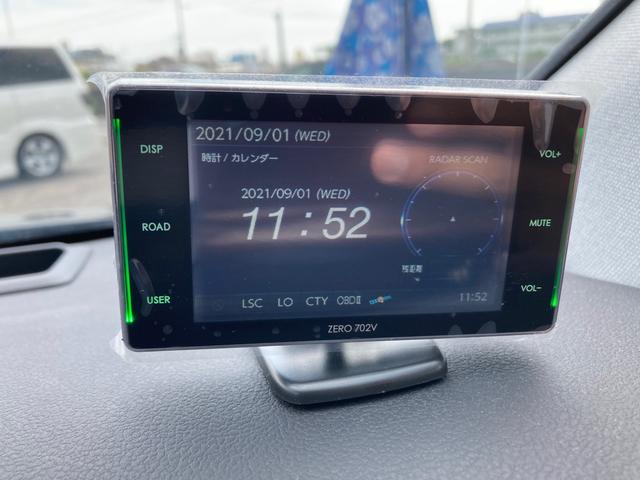 2021/09/01 (WED)
時計 / カレンダー
RADAR SCAN
2021/09/01 (WED)
11:52
LSC LO CTY OBDⅡ
11:52
DISP
ROAD
USER
VOL+
MUTE
VOL−
ZERO 702V